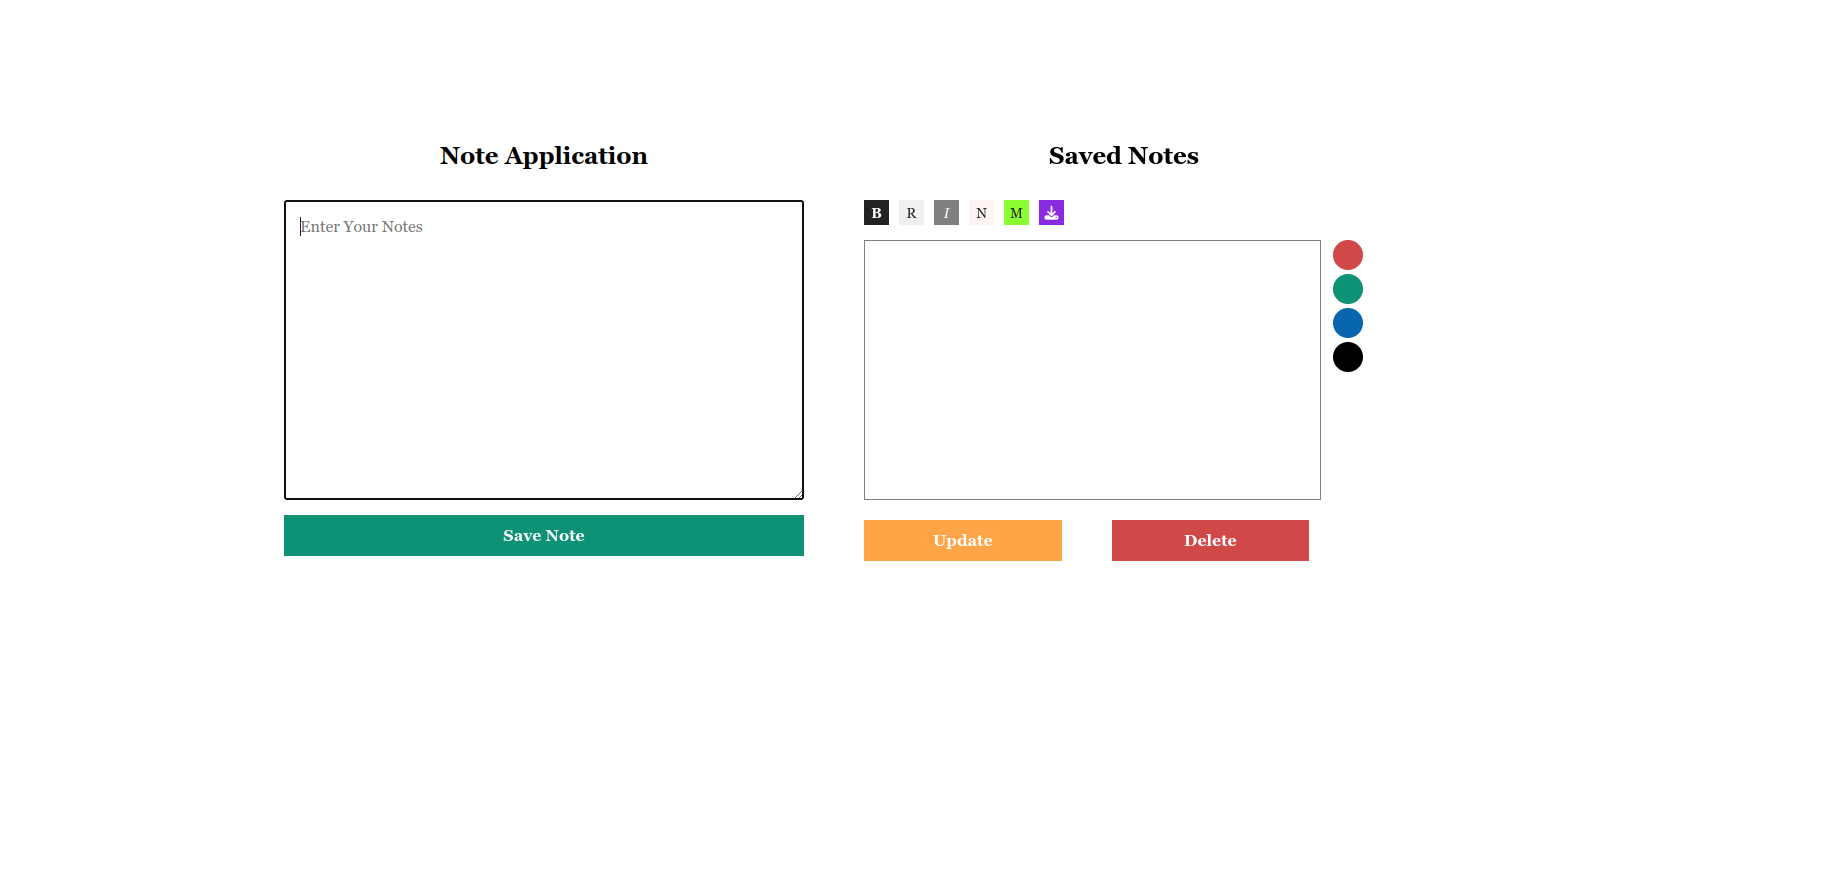 Note Application
Enter Your Notes
Save Note
Saved Notes
B R I N M
Update Delete